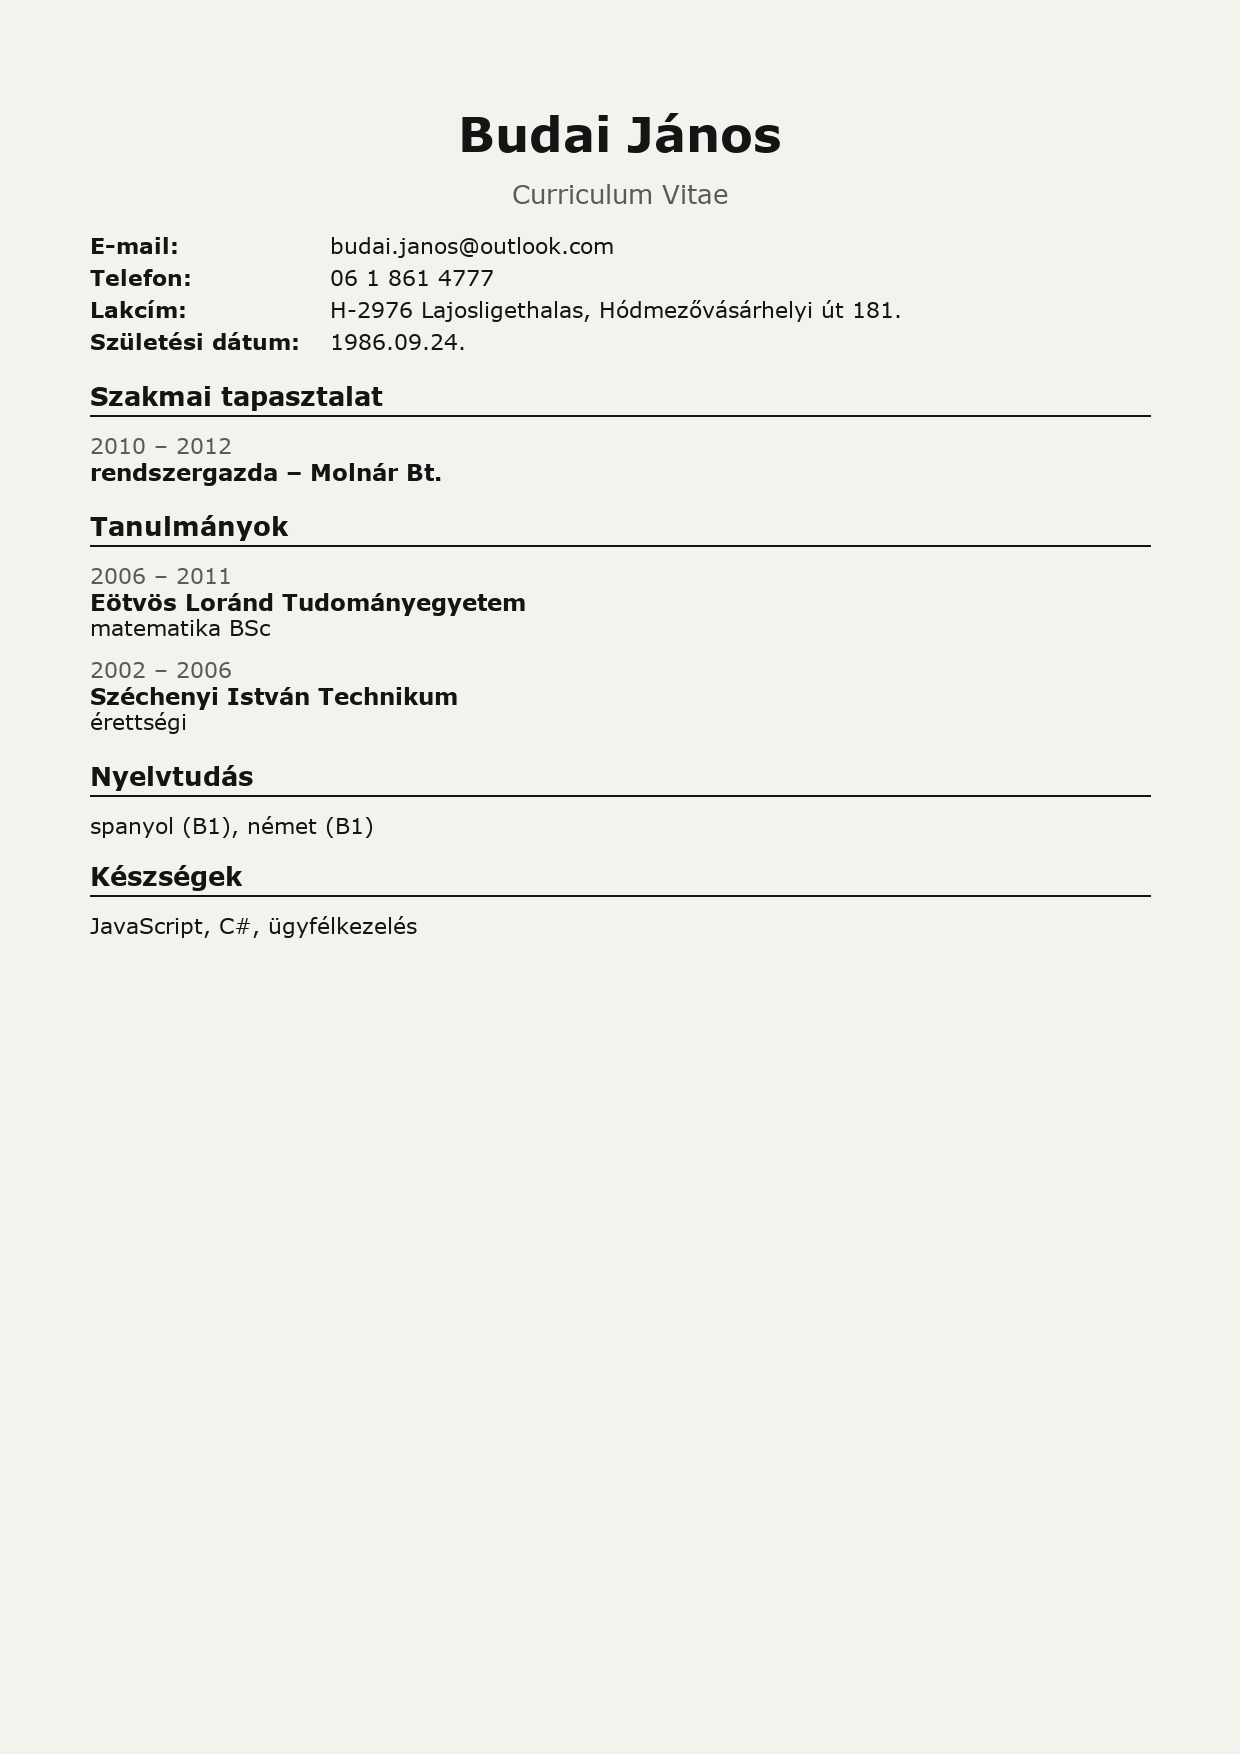 Budai János
Curriculum Vitae
E-mail: budai.janos@outlook.com
Telefon: 06 1 861 4777
Lakcím: H-2976 Lajosligethalas, Hódmezővásárhelyi út 181.
Születési dátum: 1986.09.24.
Szakmai tapasztalat
2010 – 2012
rendszergazda – Molnár Bt.
Tanulmányok
2006 – 2011
Eötvös Loránd Tudományegyetem
matematika BSc
2002 – 2006
Széchenyi István Technikum
érettségi
Nyelvtudás
spanyol (B1), német (B1)
Készségek
JavaScript, C#, ügyfélkezelés